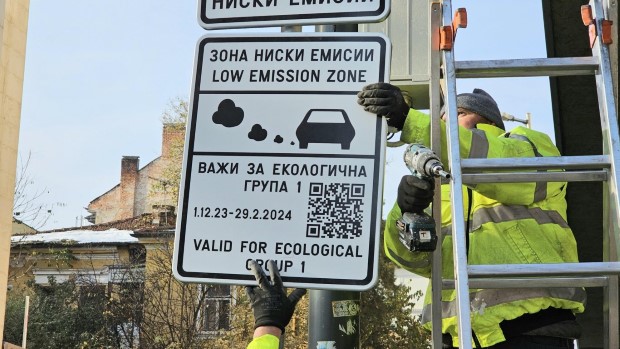 НИСКИ ЕМИСИИ
ЗОНА НИСКИ ЕМИСИИ
LOW EMISSION ZONE
ВАЖИ ЗА ЕКОЛОГИЧНА
ГРУПА 1
1.12.23-29.2.2024
VALID FOR ECOLOGICAL
GROUP 1